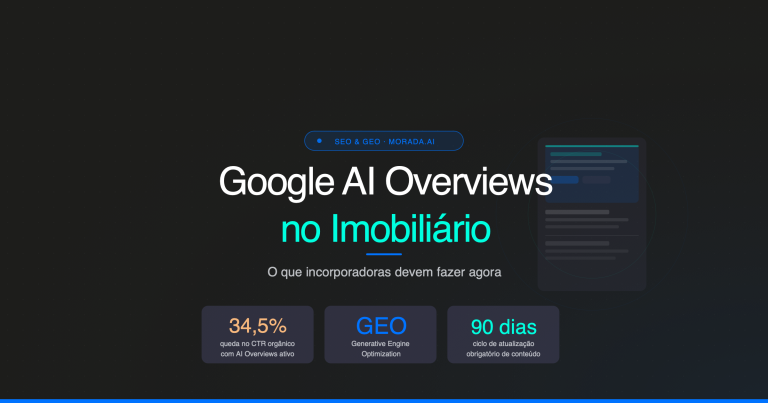 SEO & GEO · MORADA.AI
Google AI Overviews
no Imobiliário
O que incorporadoras devem fazer agora
34,5%
queda no CTR orgânico
com AI Overviews ativo
GEO
Generative Engine
Optimization
90 dias
ciclo de atualização
obrigatório de conteúdo